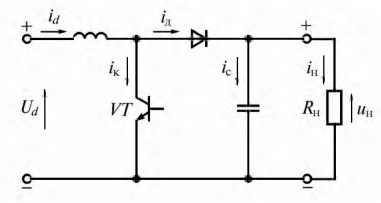 + i_d i_д +
i_к i_c i_н
U_d VT R_н u_н
– –